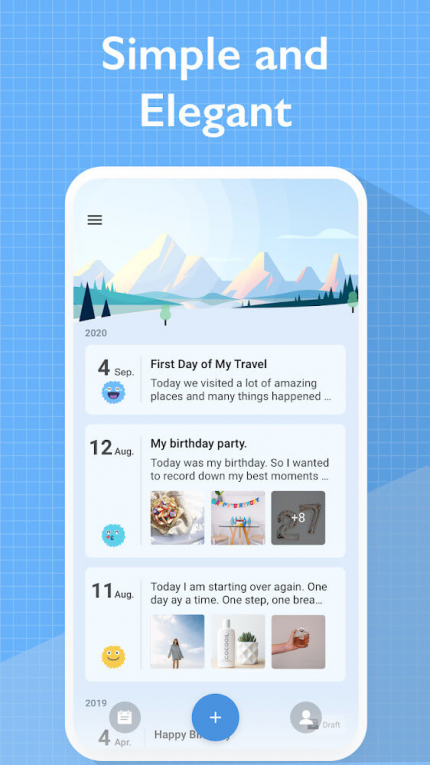 Simple and
Elegant
2020
4 Sep.
First Day of My Travel
Today we visited a lot of amazing
places and many things happened ...
12 Aug.
My birthday party.
Today was my birthday. So I wanted
to record down my best moments ...
+8
27
11 Aug.
Today I am starting over again. One
day ay a time. One step, one brea...
COCOOIL
2019
4 Apr.
Draft